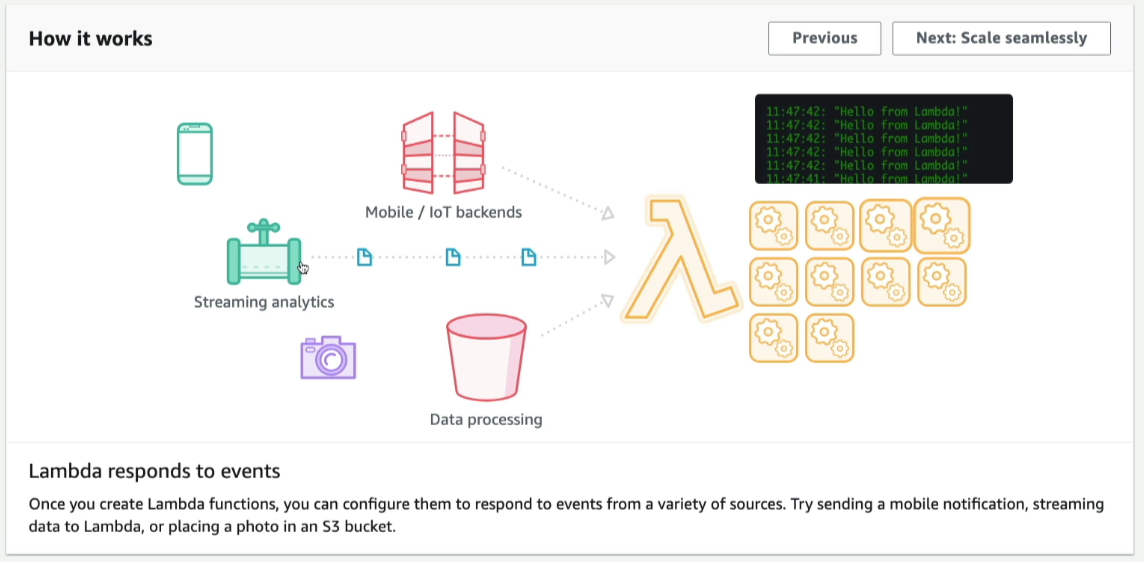 How it works
Previous
Next: Scale seamlessly
11:47:42: "Hello from Lambda!"
11:47:42: "Hello from Lambda!"
11:47:42: "Hello from Lambda!"
11:47:42: "Hello from Lambda!"
11:47:42: "Hello from Lambda!"
11:47:41: "Hello from Lambda!"
Mobile / IoT backends
λ
Streaming analytics
Data processing
Lambda responds to events
Once you create Lambda functions, you can configure them to respond to events from a variety of sources. Try sending a mobile notification, streaming
data to Lambda, or placing a photo in an S3 bucket.